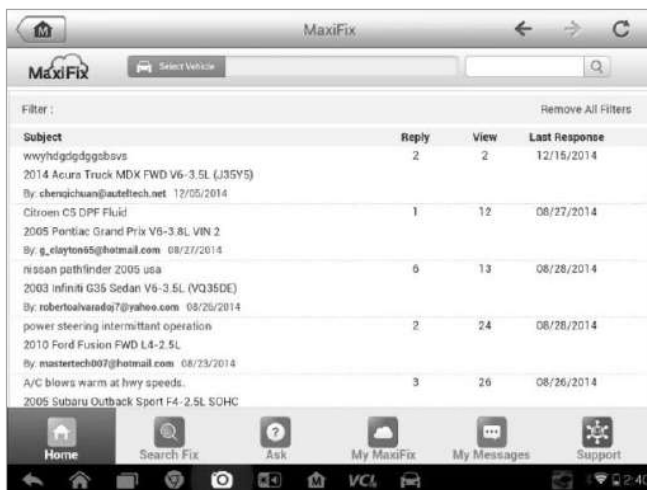 MaxiFix
MaxiFix Select Vehicle
Filter : Remove All Filters
Subject Reply View Last Response
wwyhdgdgdggsbsvs 2 2 12/15/2014
2014 Acura Truck MDX FWD V6-3.5L (J35Y5)
By: chenqichuan@auteltech.net 12/05/2014
Citroen C5 DPF Fluid 1 12 08/27/2014
2005 Pontiac Grand Prix V6-3.8L VIN 2
By: g_clayton65@hotmail.com 08/27/2014
nissan pathfinder 2005 usa 6 13 08/28/2014
2003 Infiniti G35 Sedan V6-3.5L (VQ35DE)
By: robertoalvaradoj7@yahoo.com 08/26/2014
power steering intermittant operation 2 24 08/28/2014
2010 Ford Fusion FWD L4-2.5L
By: mastertech007@hotmail.com 08/23/2014
A/C blows warm at hwy speeds. 3 26 08/26/2014
2005 Subaru Outback Sport F4-2.5L SOHC
Home Search Fix Ask My MaxiFix My Messages Support
VCI 2:40